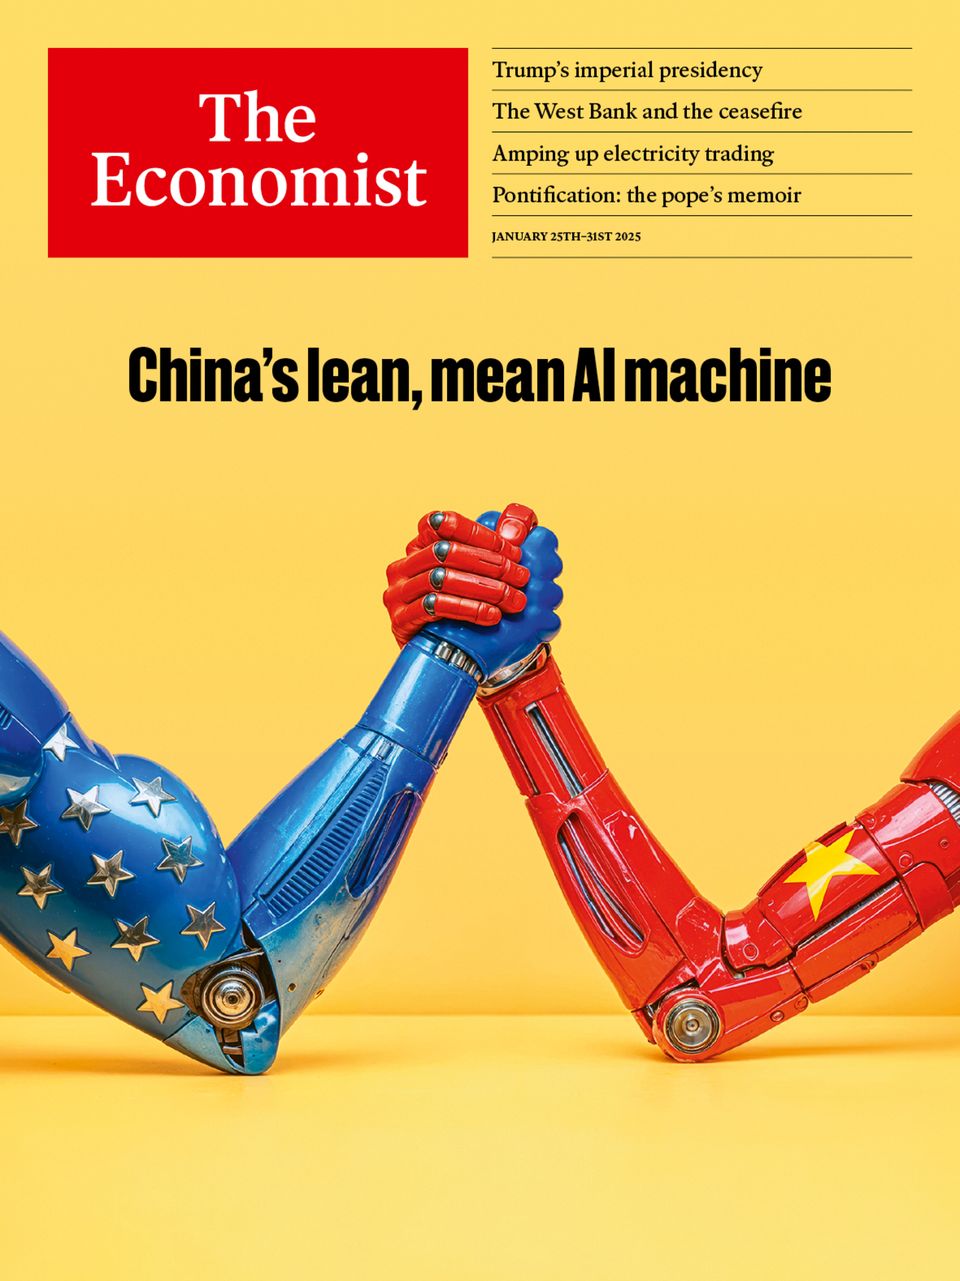 The
Economist
Trump’s imperial presidency
The West Bank and the ceasefire
Amping up electricity trading
Pontification: the pope’s memoir
JANUARY 25TH–31ST 2025
China’s lean, mean AI machine